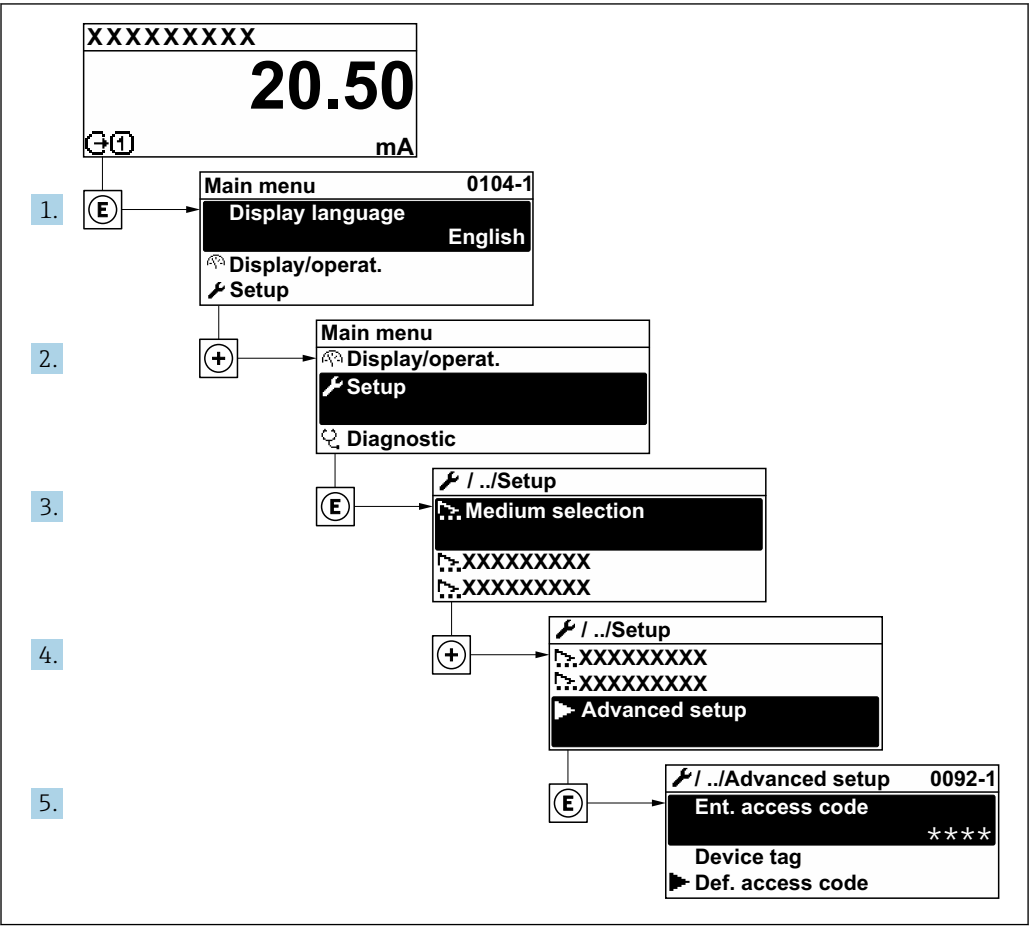 XXXXXXXXX
20.50
1 mA
1. E
Main menu 0104-1
Display language
English
Display/operat.
Setup
2. +
Main menu
Display/operat.
Setup
Diagnostic
3. E
/ ../Setup
Medium selection
XXXXXXXXX
XXXXXXXXX
4. +
/ ../Setup
XXXXXXXXX
XXXXXXXXX
Advanced setup
5. E
/ ../Advanced setup 0092-1
Ent. access code
****
Device tag
Def. access code